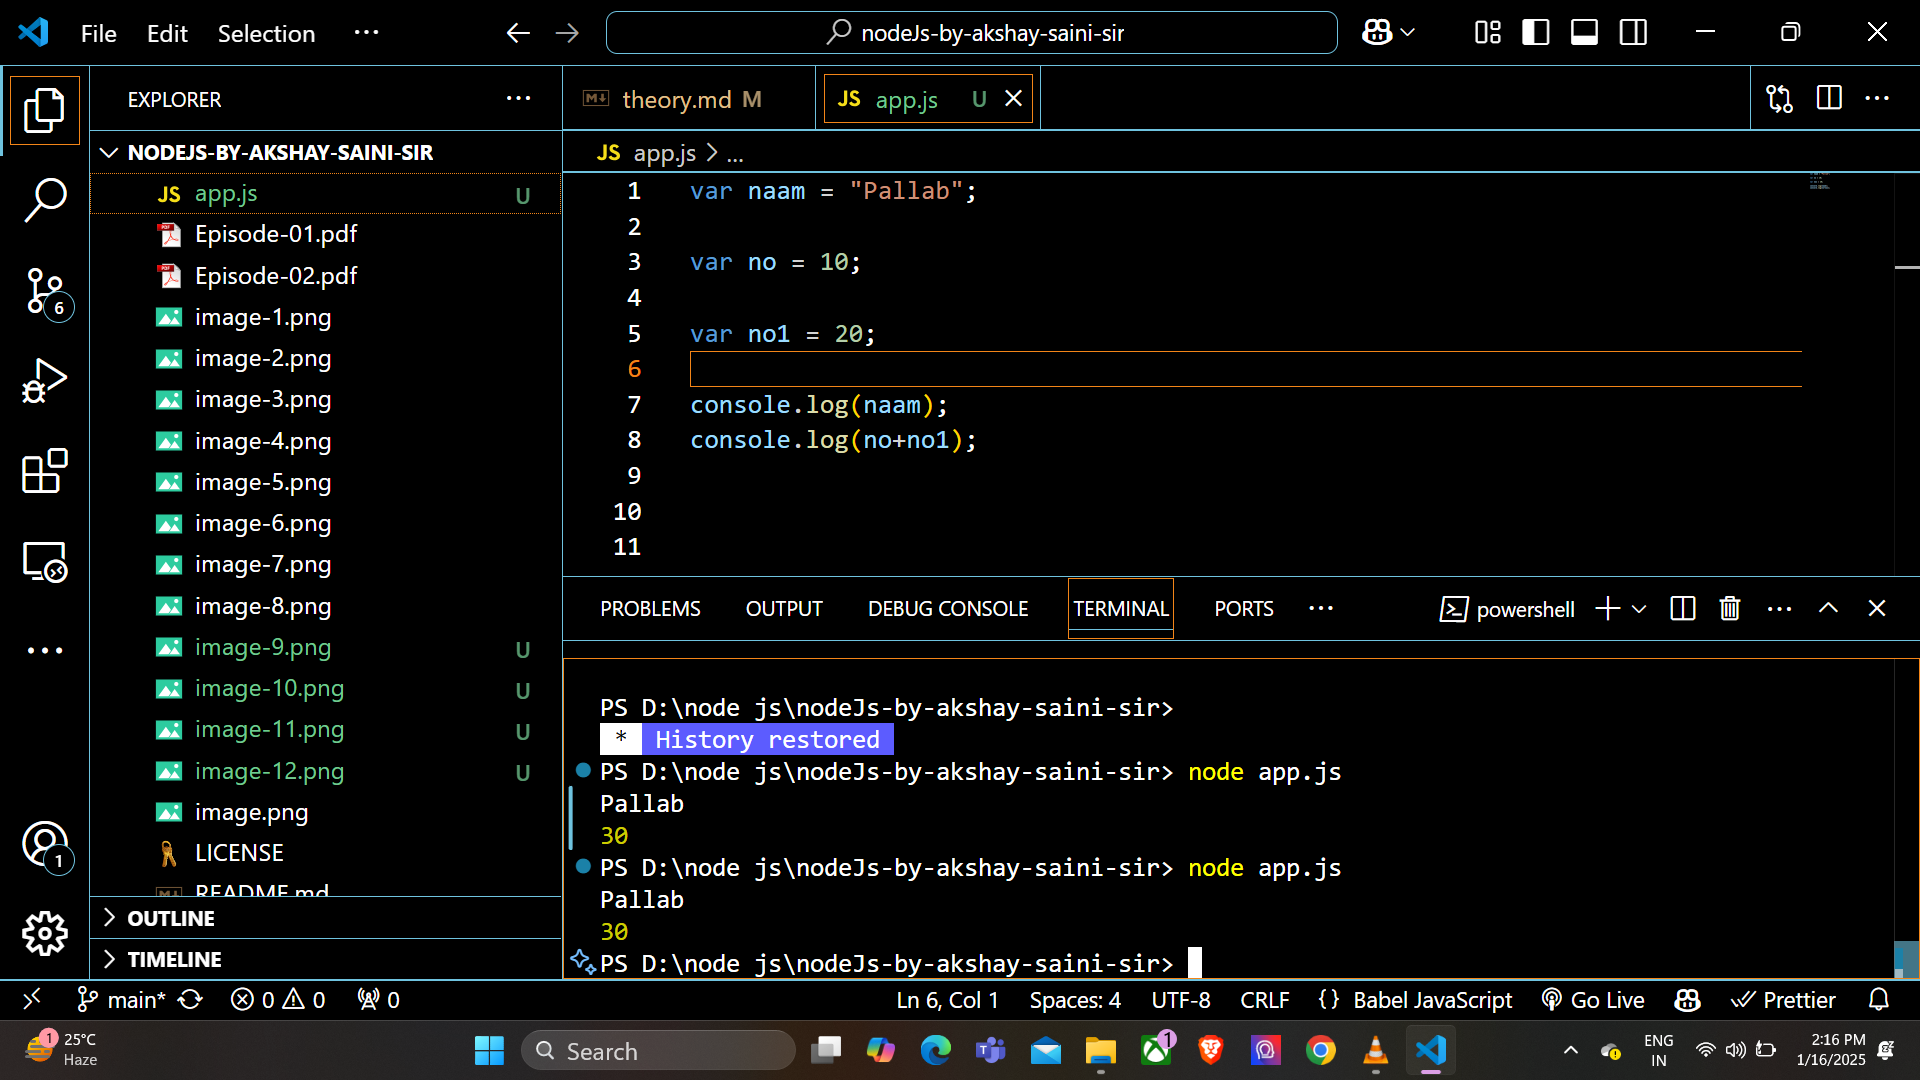 File Edit Selection ···
nodeJs-by-akshay-saini-sir
EXPLORER
NODEJS-BY-AKSHAY-SAINI-SIR
JS app.js U
Episode-01.pdf
Episode-02.pdf
image-1.png
image-2.png
image-3.png
image-4.png
image-5.png
image-6.png
image-7.png
image-8.png
image-9.png U
image-10.png U
image-11.png U
image-12.png U
image.png
LICENSE
README.md
OUTLINE
TIMELINE
6
1
theory.md M
JS app.js U
JS app.js > ...
1 var naam = "Pallab";
2
3 var no = 10;
4
5 var no1 = 20;
6
7 console.log(naam);
8 console.log(no+no1);
9
10
11
PROBLEMS OUTPUT DEBUG CONSOLE TERMINAL PORTS ···
powershell
PS D:\node js\nodeJs-by-akshay-saini-sir>
* History restored
PS D:\node js\nodeJs-by-akshay-saini-sir> node app.js
Pallab
30
PS D:\node js\nodeJs-by-akshay-saini-sir> node app.js
Pallab
30
PS D:\node js\nodeJs-by-akshay-saini-sir>
main* 0 0 0 Ln 6, Col 1 Spaces: 4 UTF-8 CRLF {} Babel JavaScript Go Live Prettier
1 25°C
Haze
Search
1
ENG
IN
2:16 PM
1/16/2025